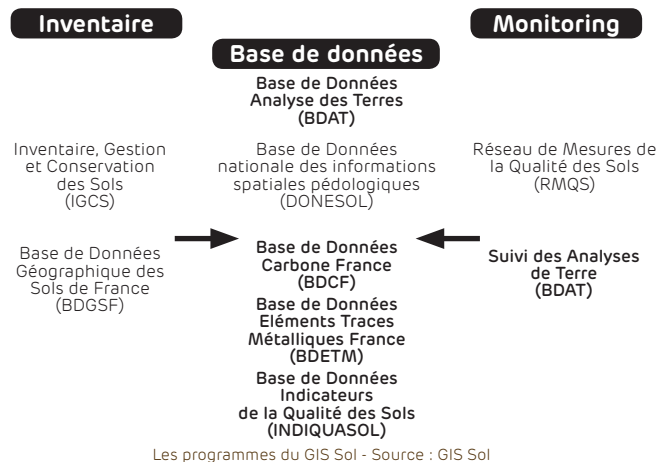 Inventaire
Inventaire, Gestion
et Conservation
des Sols
(IGCS)
Base de Données
Géographique des
Sols de France
(BDGSF)
Base de données
Base de Données
Analyse des Terres
(BDAT)
Base de Données
nationale des informations
spatiales pédologiques
(DONESOL)
Base de Données
Carbone France
(BDCF)
Base de Données
Eléments Traces
Métalliques France
(BDETM)
Base de Données
Indicateurs
de la Qualité des Sols
(INDIQUASOL)
Monitoring
Réseau de Mesures de
la Qualité des Sols
(RMQS)
Suivi des Analyses
de Terre
(BDAT)
Les programmes du GIS Sol - Source : GIS Sol